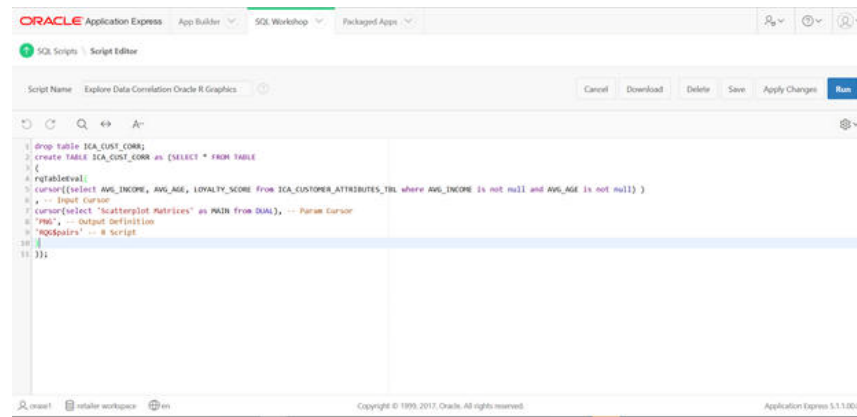 ORACLE Application Express App Builder SQL Workshop Packaged Apps
SQL Scripts \ Script Editor
Script Name Explore Data Correlation Oracle R Graphics Cancel Download Delete Save Apply Changes Run
A
1 drop table ICA_CUST_CORR;
2 create TABLE ICA_CUST_CORR as (SELECT * FROM TABLE
3 (
4 rqTableEval(
5 cursor((select AVG_INCOME, AVG_AGE, LOYALTY_SCORE from ICA_CUSTOMER_ATTRIBUTES_TBL where AVG_INCOME is not null and AVG_AGE is not null) )
6 , -- Input Cursor
7 cursor(select 'Scatterplot Matrices' as MAIN from DUAL), -- Param Cursor
8 'PNG', -- Output Definition
9 'RQG$pairs' -- R Script
10 )
11 ));
retailer workspace en Copyright © 1999, 2017, Oracle. All rights reserved. Application Express 5.1.1.00.